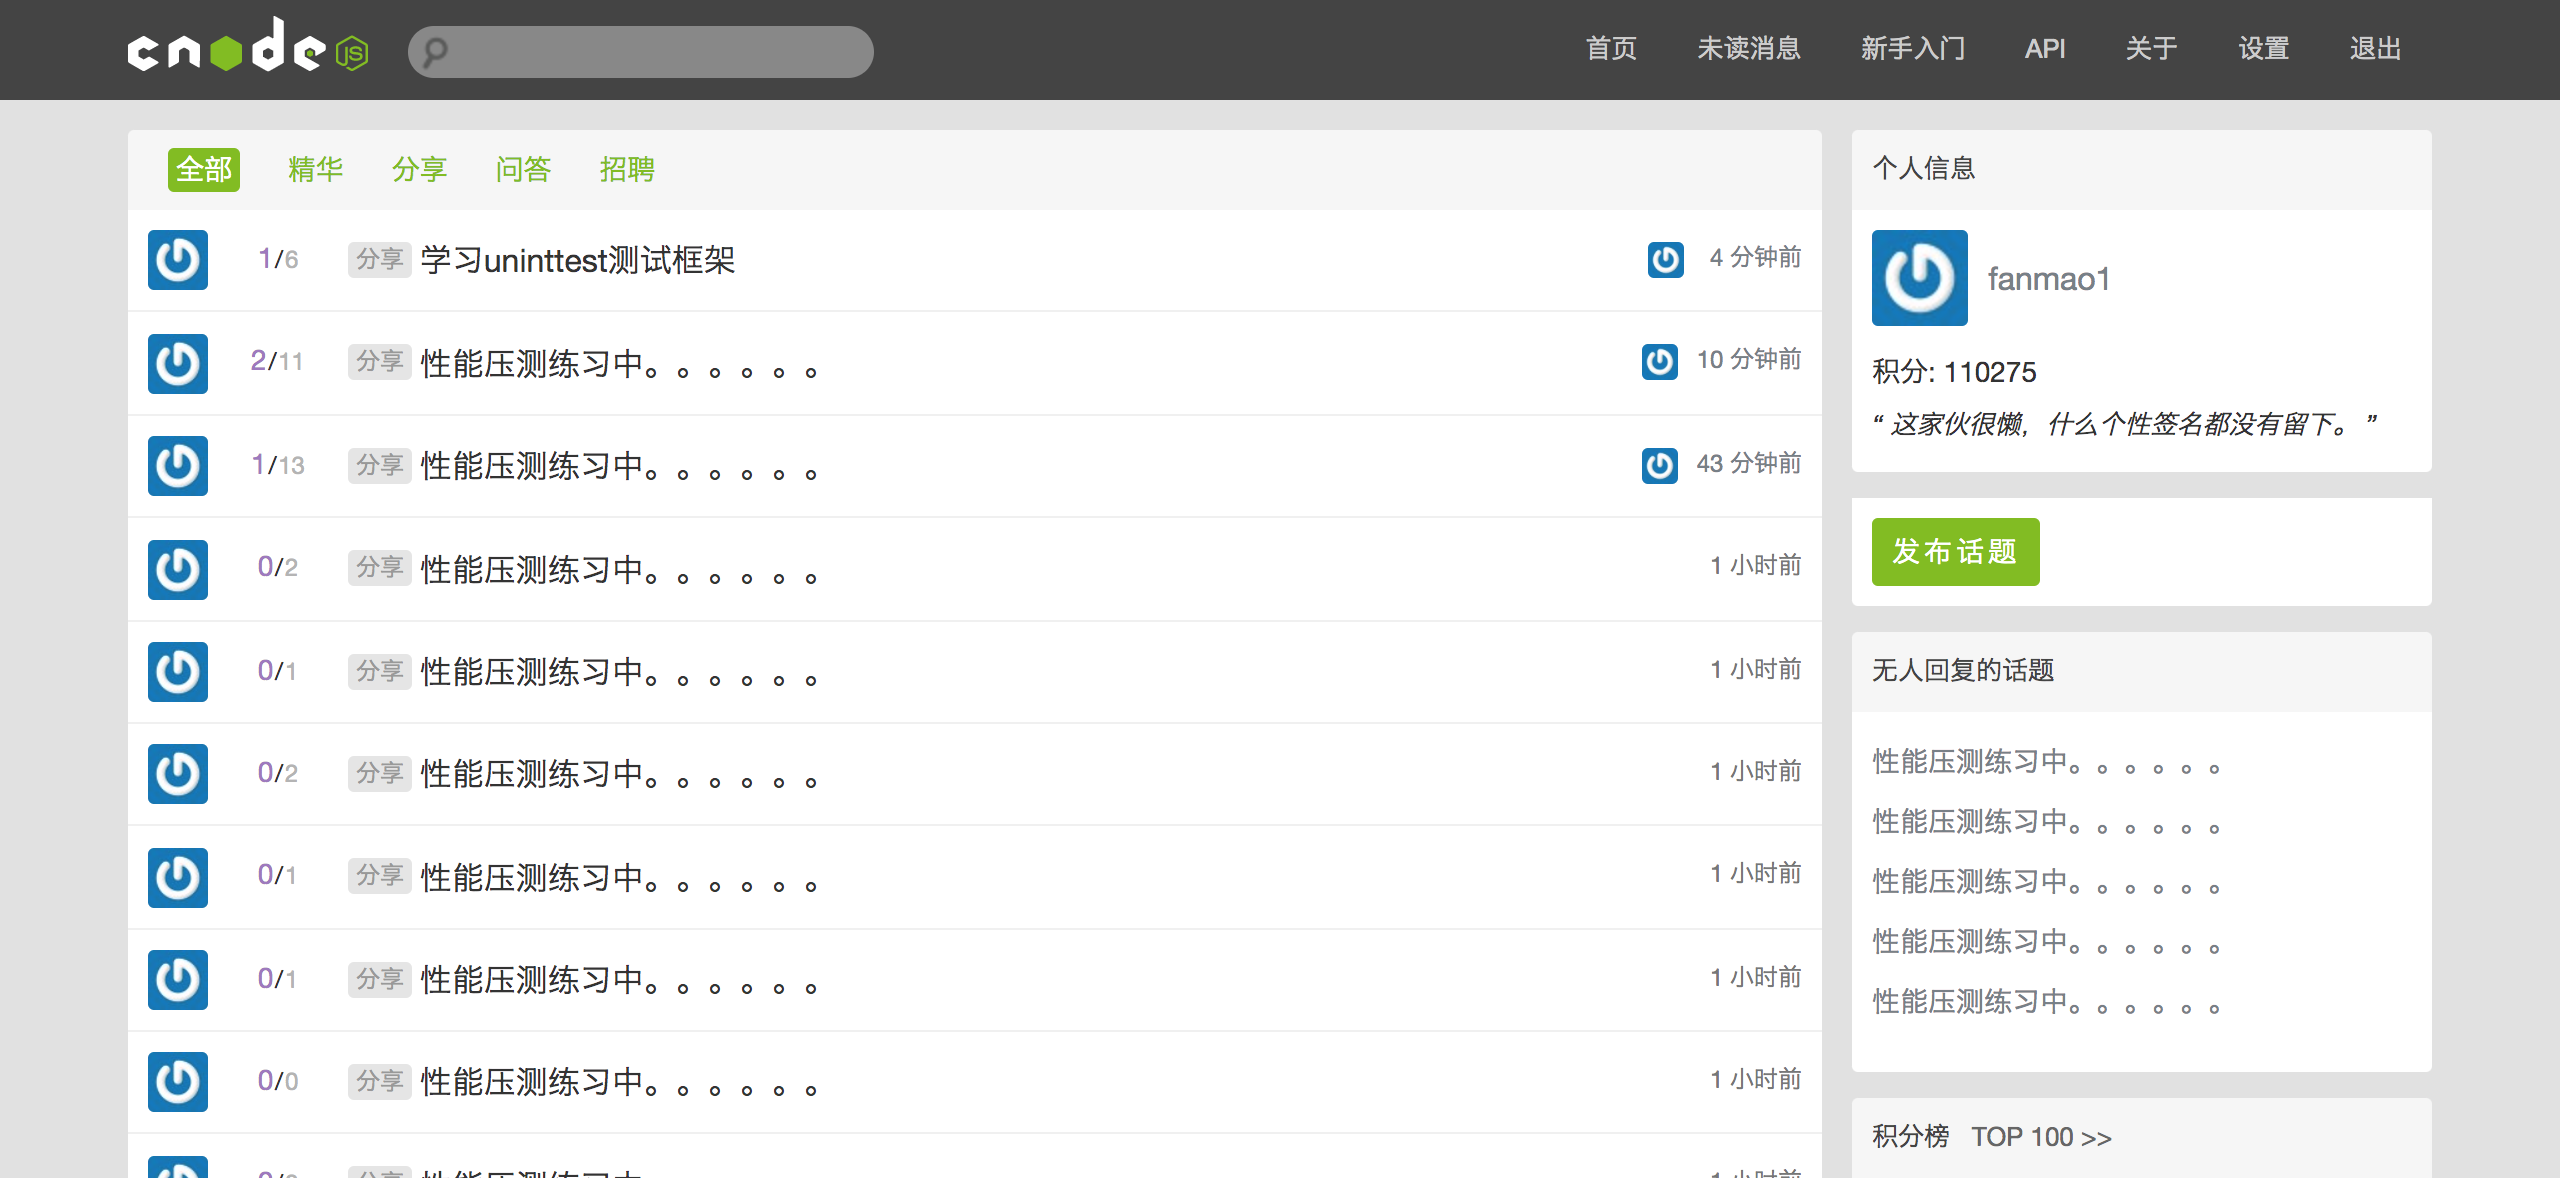 cnode JS
首页 未读消息 新手入门 API 关于 设置 退出
全部 精华 分享 问答 招聘
1/6 分享 学习uninttest测试框架 4 分钟前
2/11 分享 性能压测练习中。。。。。。 10 分钟前
1/13 分享 性能压测练习中。。。。。。 43 分钟前
0/2 分享 性能压测练习中。。。。。。 1 小时前
0/1 分享 性能压测练习中。。。。。。 1 小时前
0/2 分享 性能压测练习中。。。。。。 1 小时前
0/1 分享 性能压测练习中。。。。。。 1 小时前
0/1 分享 性能压测练习中。。。。。。 1 小时前
0/0 分享 性能压测练习中。。。。。。 1 小时前
个人信息
fanmao1
积分: 110275
“ 这家伙很懒，什么个性签名都没有留下。 ”
发布话题
无人回复的话题
性能压测练习中。。。。。。
性能压测练习中。。。。。。
性能压测练习中。。。。。。
性能压测练习中。。。。。。
性能压测练习中。。。。。。
积分榜 TOP 100 >>